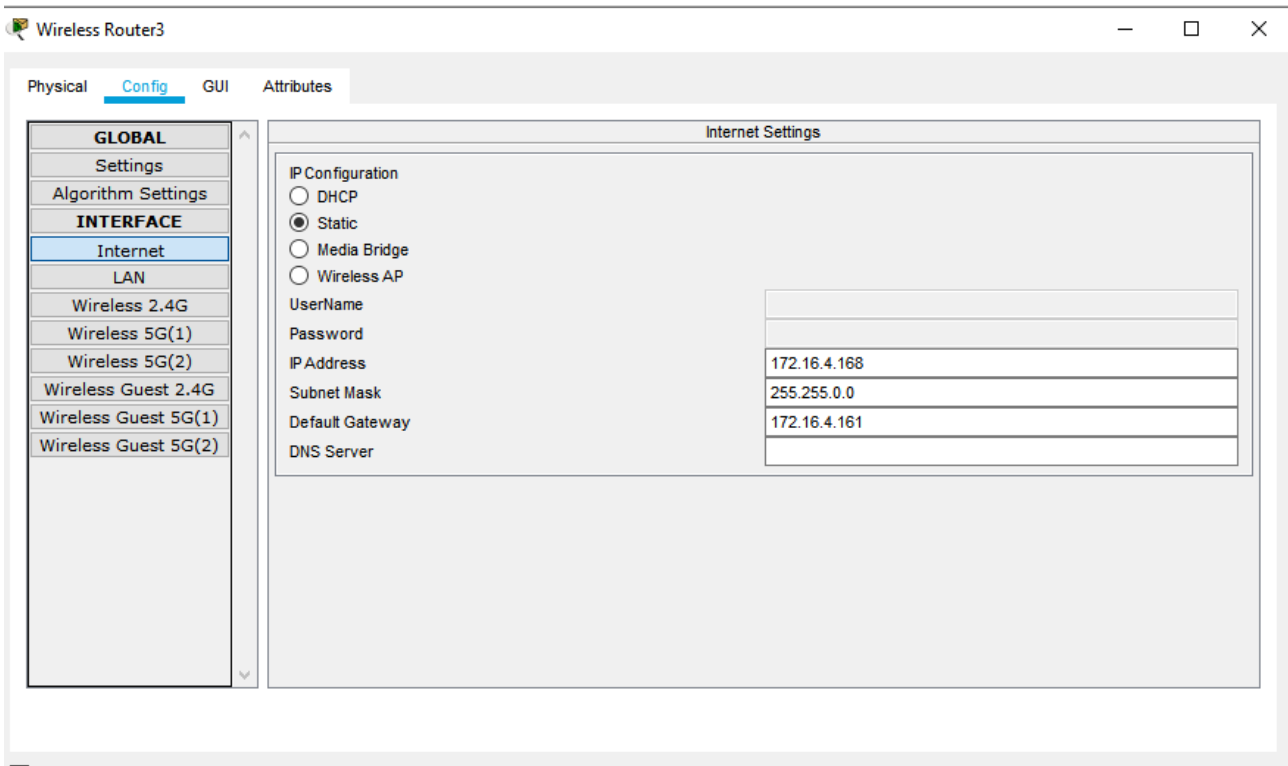 Wireless Router3
Physical Config GUI Attributes
GLOBAL
Settings
Algorithm Settings
INTERFACE
Internet
LAN
Wireless 2.4G
Wireless 5G(1)
Wireless 5G(2)
Wireless Guest 2.4G
Wireless Guest 5G(1)
Wireless Guest 5G(2)
Internet Settings
IP Configuration
DHCP
Static
Media Bridge
Wireless AP
UserName
Password
IP Address 172.16.4.168
Subnet Mask 255.255.0.0
Default Gateway 172.16.4.161
DNS Server